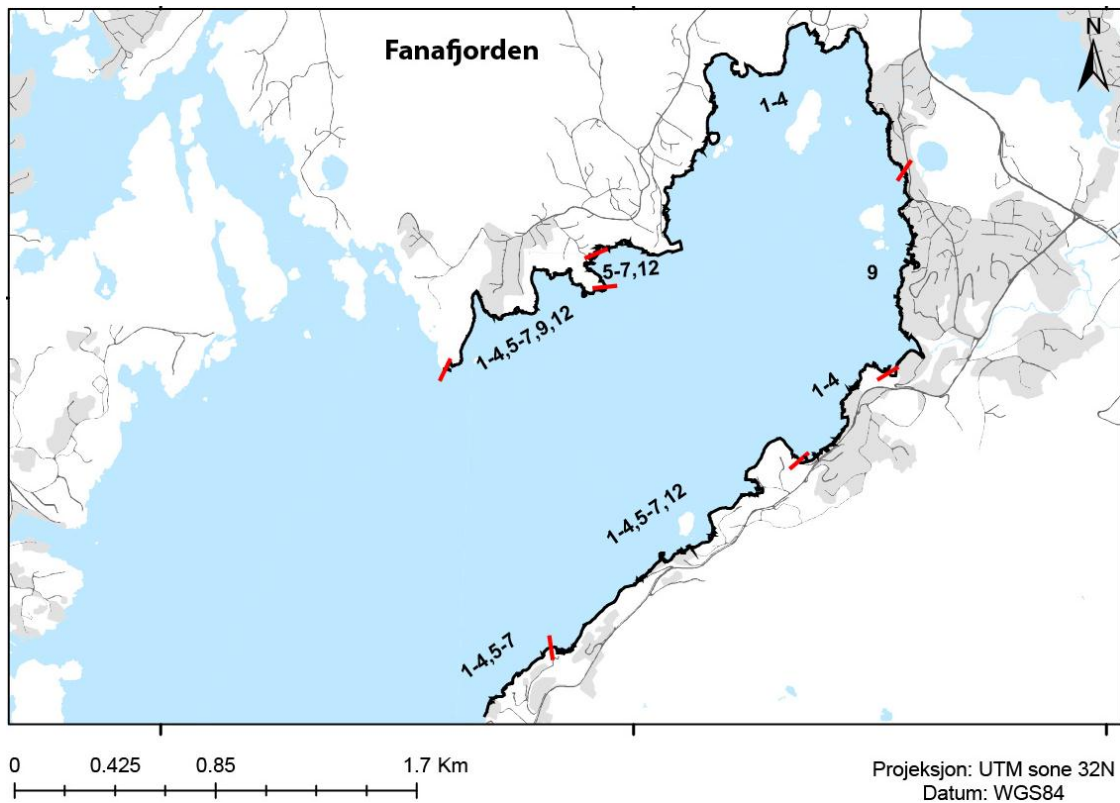 Fanafjorden
N
1-4
5-7,12
9
1-4,5-7,9,12
1-4
1-4,5-7,12
1-4,5-7
0 0.425 0.85 1.7 Km
Projeksjon: UTM sone 32N
Datum: WGS84